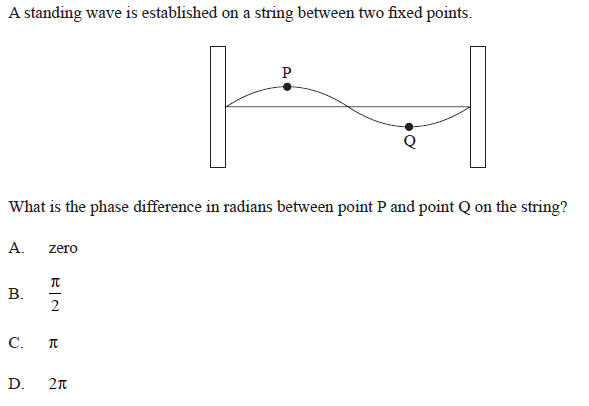 A standing wave is established on a string between two fixed points.
P
Q
What is the phase difference in radians between point P and point Q on the string?
A. zero
B. π/2
C. π
D. 2π